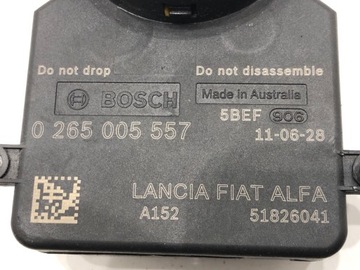 Do not drop
Do not disassemble
BOSCH
Made in Australia
0 265 005 557
5BEF 906
11-06-28
LANCIA FIAT ALFA
A152
51826041